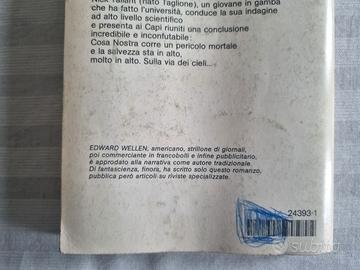 Nick Tallant (nato Taglione), un giovane in gamba
che ha fatto l'università, conduce la sua indagine
ad alto livello scientifico
e presenta ai Capi riuniti una conclusione
incredibile e inconfutabile:
Cosa Nostra corre un pericolo mortale
e la salvezza sta in alto,
molto in alto. Sulla via dei cieli...
EDWARD WELLEN, americano, strillone di giornali,
poi commerciante in francobolli e infine pubblicitario,
è approdato alla narrativa come autore tradizionale.
Di fantascienza, finora, ha scritto solo questo romanzo,
pubblica però articoli su riviste specializzate.
24393-1
subito